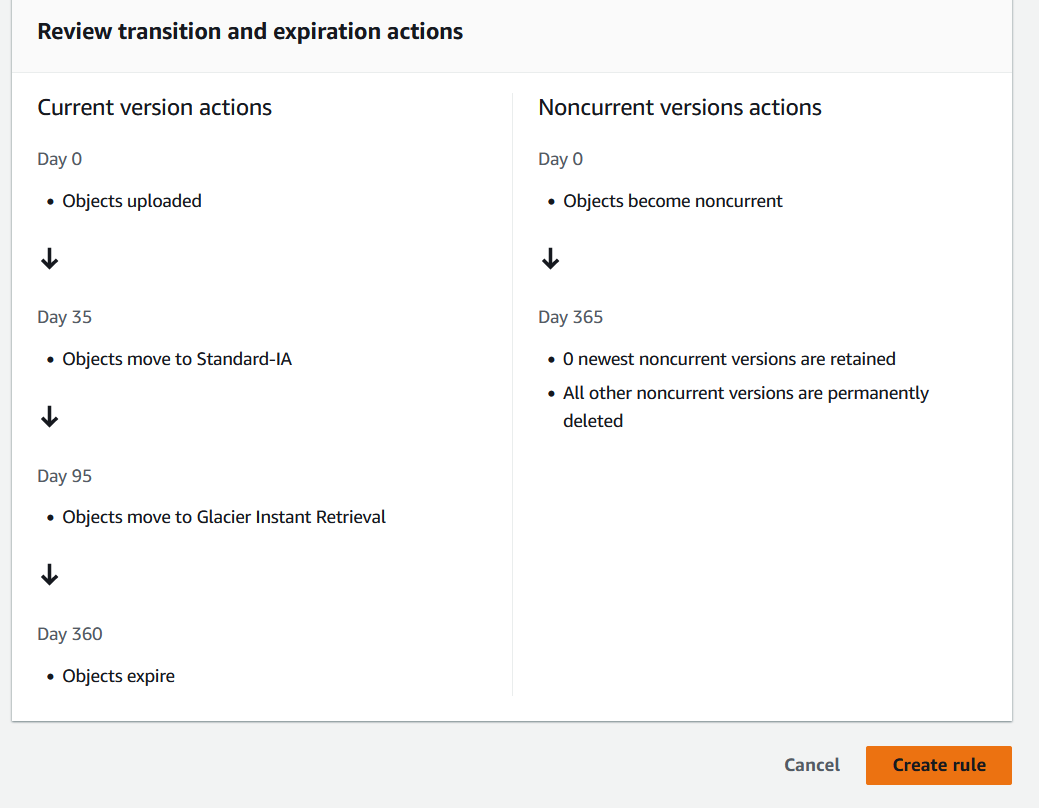 Review transition and expiration actions
Current version actions
Day 0
• Objects uploaded
Day 35
• Objects move to Standard-IA
Day 95
• Objects move to Glacier Instant Retrieval
Day 360
• Objects expire
Noncurrent versions actions
Day 0
• Objects become noncurrent
Day 365
• 0 newest noncurrent versions are retained
• All other noncurrent versions are permanently
deleted
Cancel
Create rule